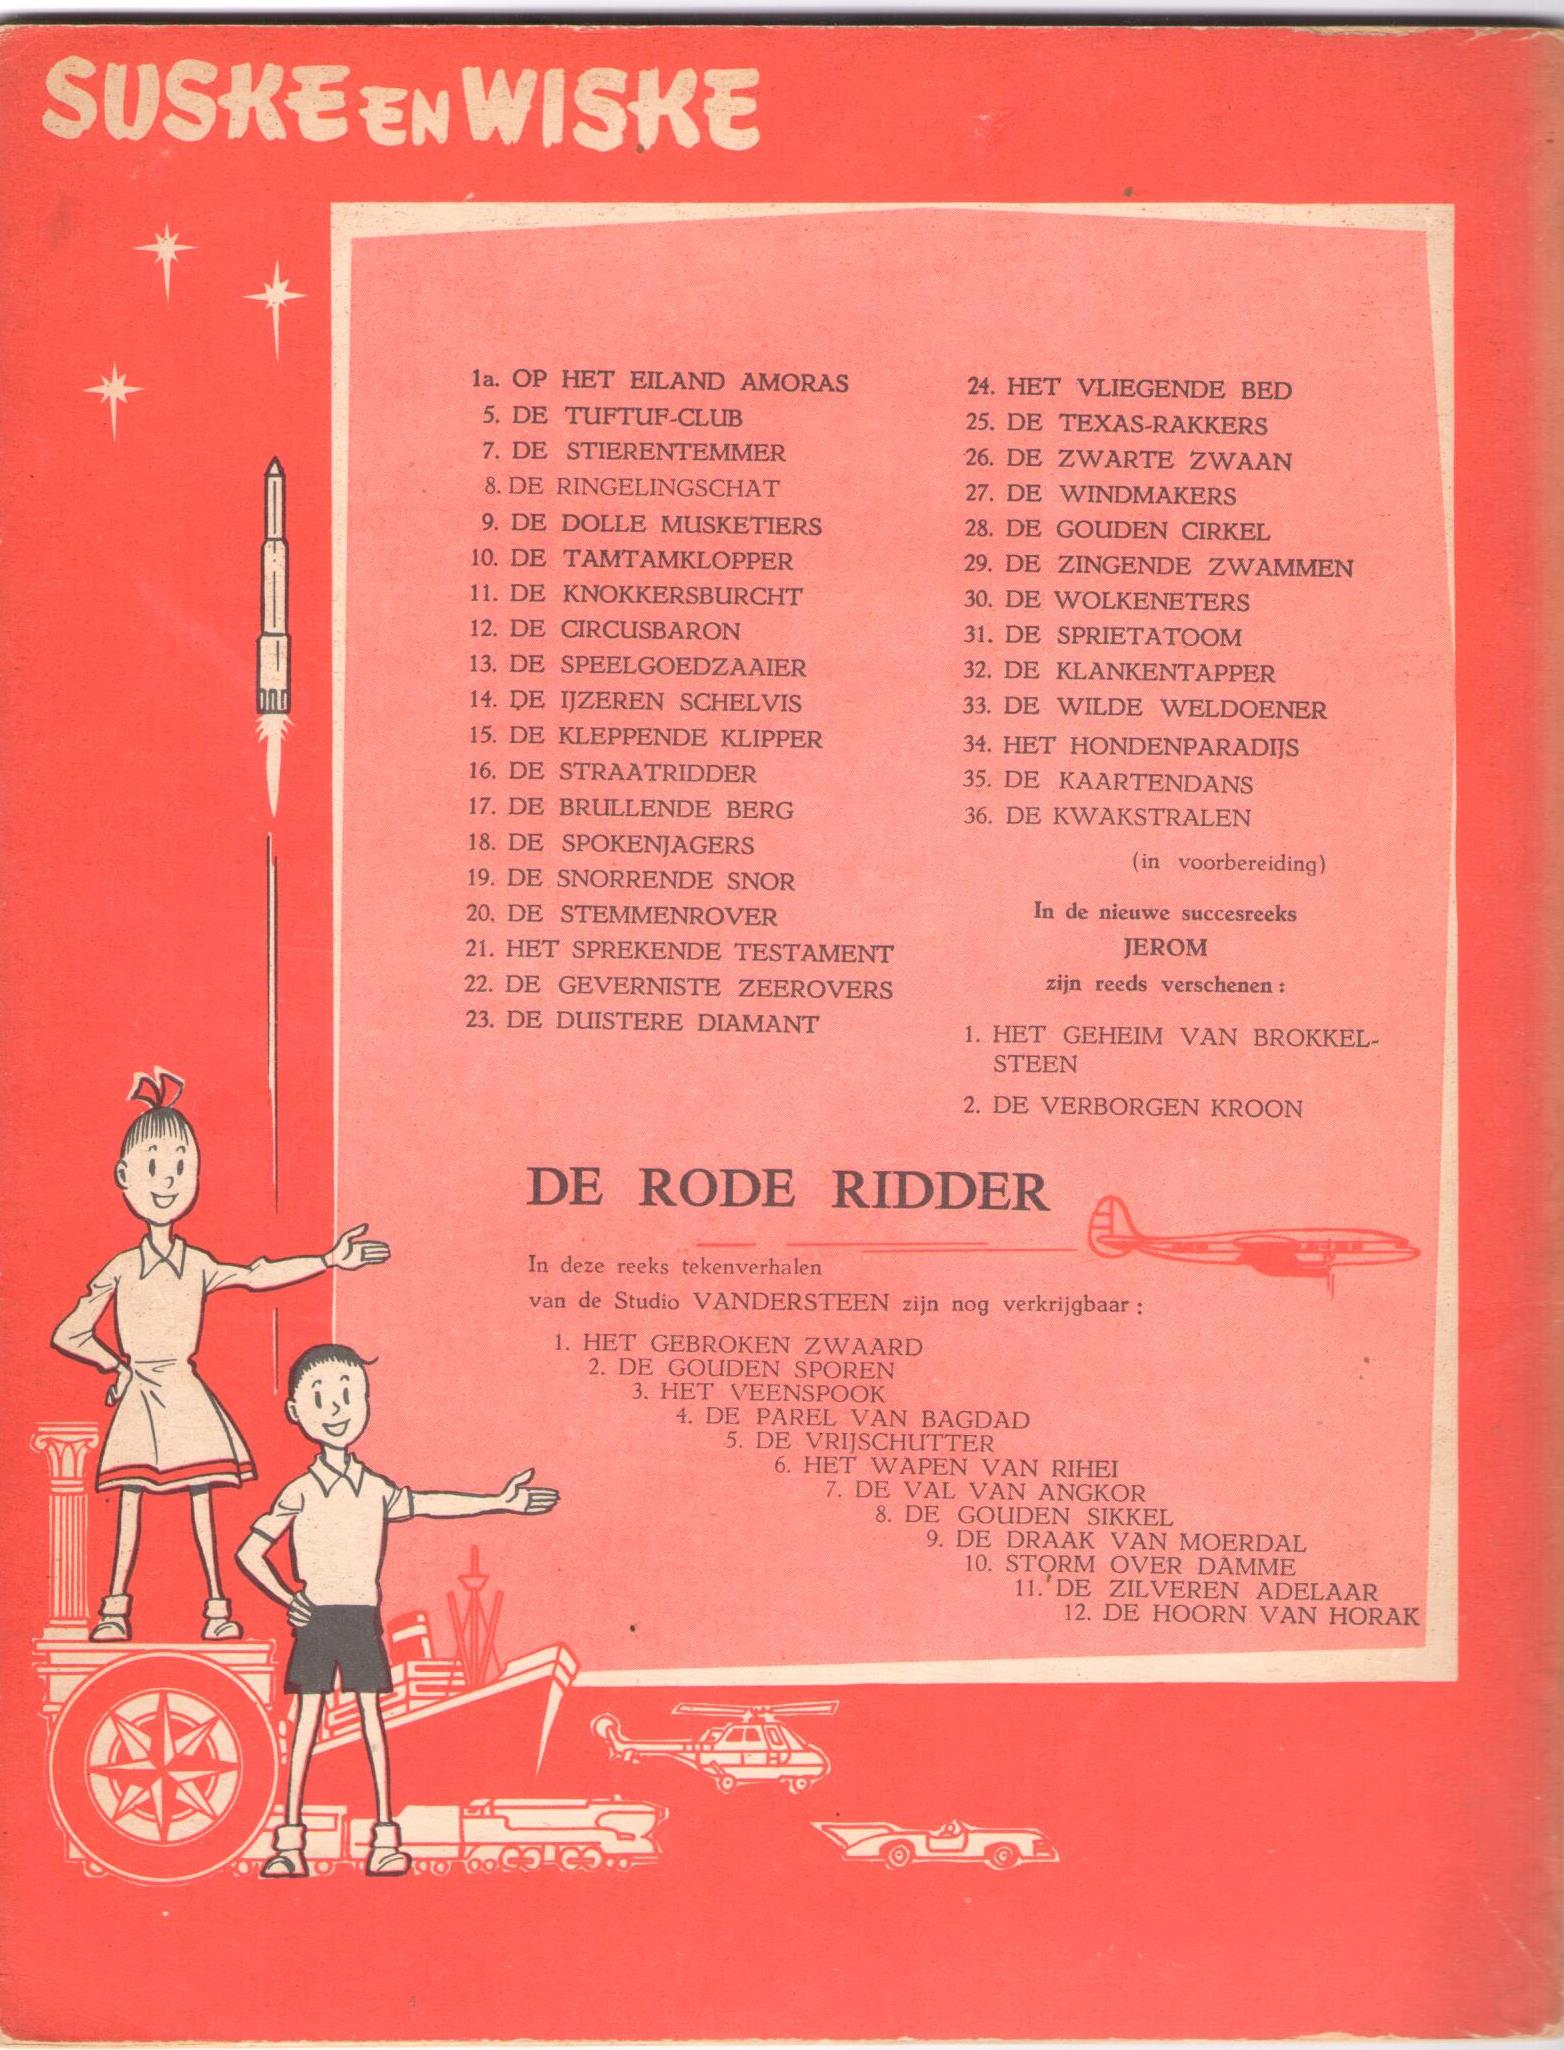 SUSKE EN WISKE
1a. OP HET EILAND AMORAS
5. DE TUFTUF-CLUB
7. DE STIERENTEMMER
8. DE RINGELINGSCHAT
9. DE DOLLE MUSKETIERS
10. DE TAMTAMKLOPPER
11. DE KNOKKERSBURCHT
12. DE CIRCUSBARON
13. DE SPEELGOEDZAAIER
14. DE IJZEREN SCHELVIS
15. DE KLEPPENDE KLIPPER
16. DE STRAATRIDDER
17. DE BRULLENDE BERG
18. DE SPOKENJAGERS
19. DE SNORRENDE SNOR
20. DE STEMMENROVER
21. HET SPREKENDE TESTAMENT
22. DE GEVERNISTE ZEEROVERS
23. DE DUISTERE DIAMANT
24. HET VLIEGENDE BED
25. DE TEXAS-RAKKERS
26. DE ZWARTE ZWAAN
27. DE WINDMAKERS
28. DE GOUDEN CIRKEL
29. DE ZINGENDE ZWAMMEN
30. DE WOLKENETERS
31. DE SPRIETATOOM
32. DE KLANKENTAPPER
33. DE WILDE WELDOENER
34. HET HONDENPARADIJS
35. DE KAARTENDANS
36. DE KWAKSTRALEN
(in voorbereiding)
In de nieuwe succesreeks
JEROM
zijn reeds verschenen :
1. HET GEHEIM VAN BROKKEL-
STEEN
2. DE VERBORGEN KROON
DE RODE RIDDER
In deze reeks tekenverhalen
van de Studio VANDERSTEEN zijn nog verkrijgbaar :
1. HET GEBROKEN ZWAARD
2. DE GOUDEN SPOREN
3. HET VEENSPOOK
4. DE PAREL VAN BAGDAD
5. DE VRIJSCHUTTER
6. HET WAPEN VAN RIHEI
7. DE VAL VAN ANGKOR
8. DE GOUDEN SIKKEL
9. DE DRAAK VAN MOERDAL
10. STORM OVER DAMME
11. DE ZILVEREN ADELAAR
12. DE HOORN VAN HORAK